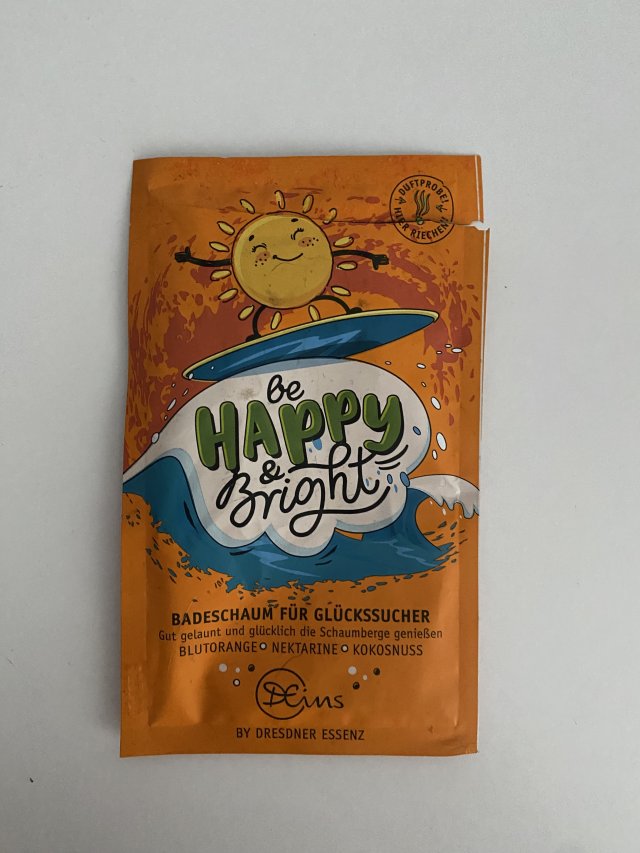 DUFTPROBE!
HIER RIECHEN!
be
HAPPY
&
Bright
BADESCHAUM FÜR GLÜCKSSUCHER
Gut gelaunt und glücklich die Schaumberge genießen
BLUTORANGE NEKTARINE KOKOSNUSS
DEins
BY DRESDNER ESSENZ